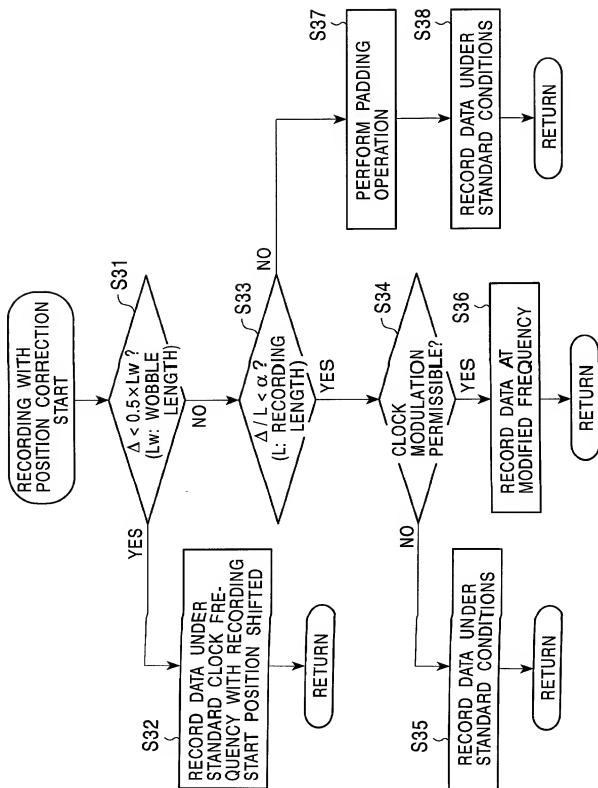 RECORDING WITH
POSITION CORRECTION
START
S31
Δ < 0.5 × Lw ?
(Lw: WOBBLE
LENGTH)
YES
NO
S32
RECORD DATA UNDER
STANDARD CLOCK FRE-
QUENCY WITH RECORDING
START POSITION SHIFTED
RETURN
S33
Δ / L < α ?
(L: RECORDING
LENGTH)
NO
YES
S37
PERFORM PADDING
OPERATION
S38
RECORD DATA UNDER
STANDARD CONDITIONS
RETURN
S34
CLOCK
MODULATION
PERMISSIBLE?
NO
YES
S35
RECORD DATA UNDER
STANDARD CONDITIONS
RETURN
S36
RECORD DATA AT
MODIFIED FREQUENCY
RETURN